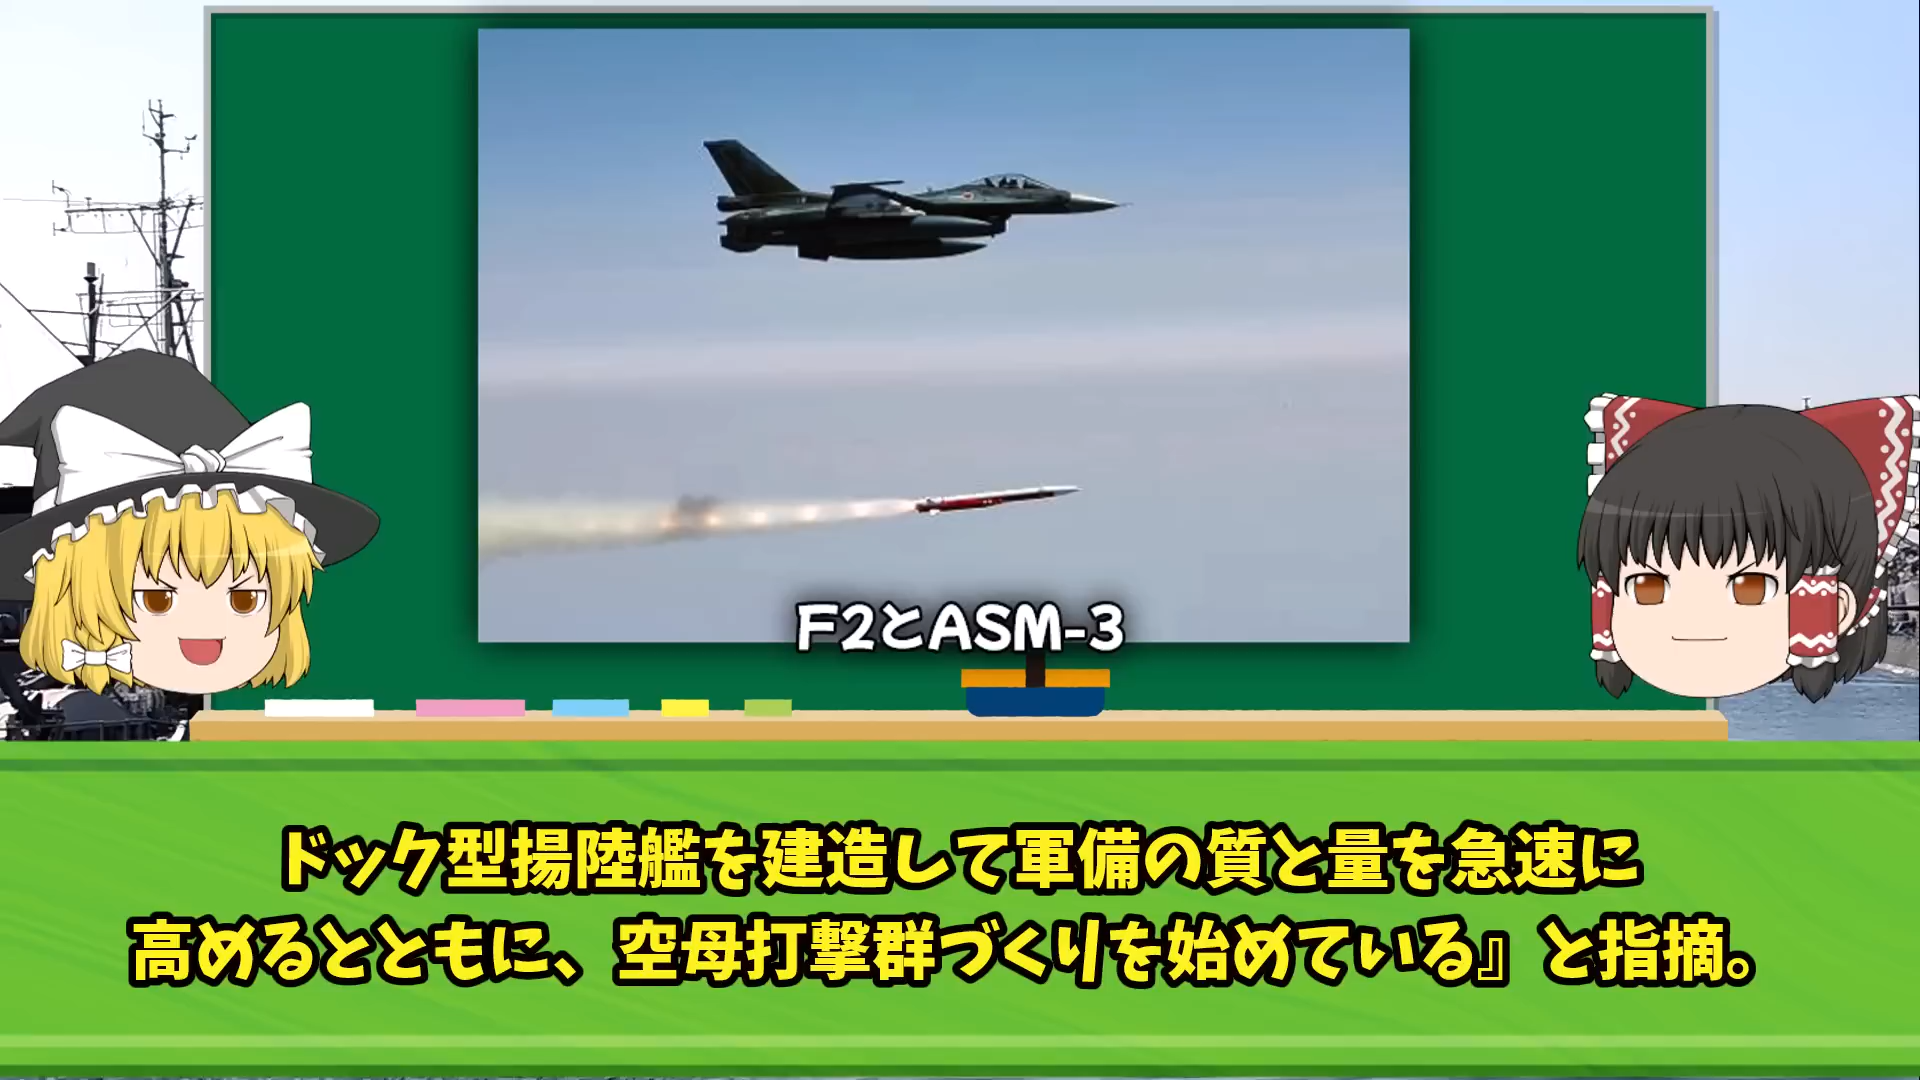 F2とASM-3
ドック型揚陸艦を建造して軍備の質と量を急速に
高めるとともに、空母打撃群づくりを始めている』と指摘。